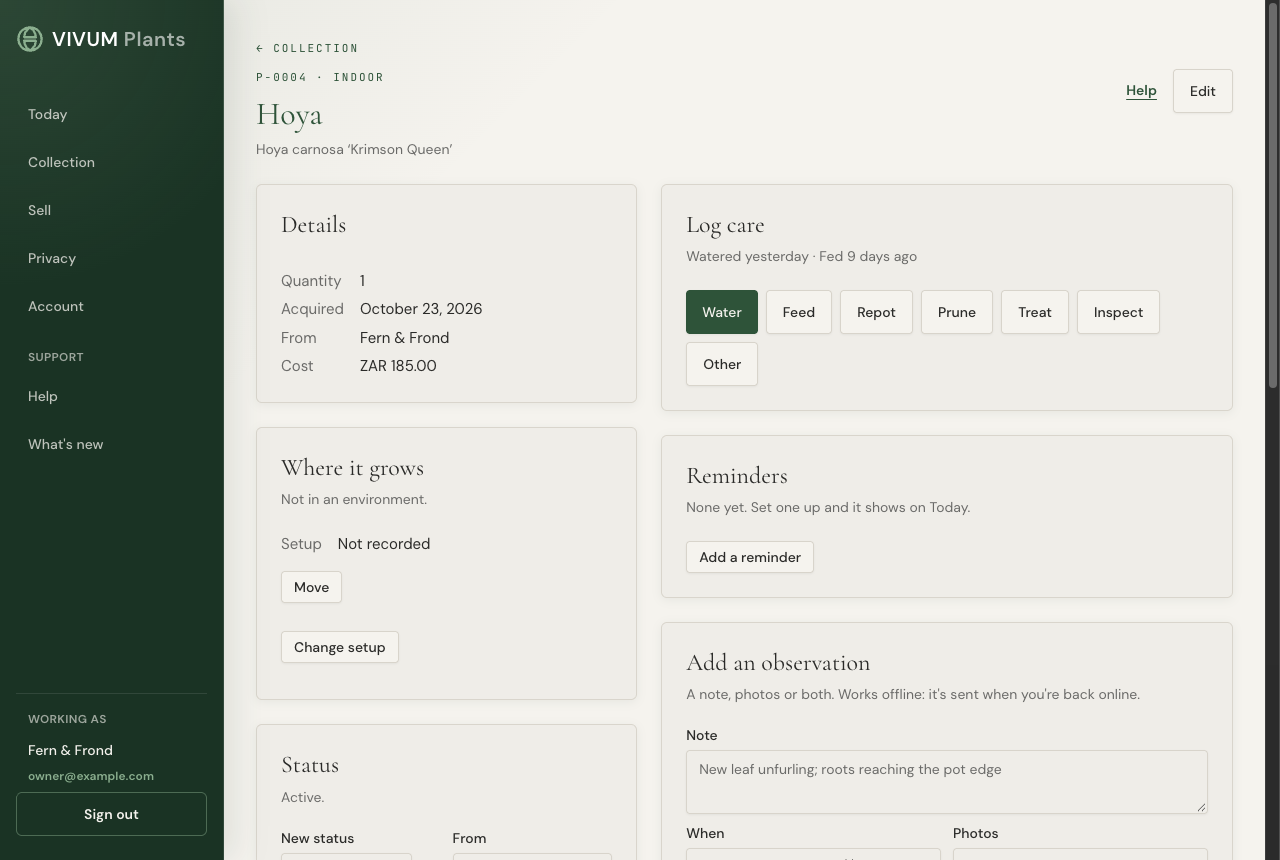 VIVUM Plants
Today
Collection
Sell
Privacy
Account
SUPPORT
Help
What's new
WORKING AS
Fern & Frond
owner@example.com
Sign out
← COLLECTION
P-0004 · INDOOR
Hoya
Hoya carnosa ‘Krimson Queen’
Help
Edit
Details
Quantity 1
Acquired October 23, 2026
From Fern & Frond
Cost ZAR 185.00
Where it grows
Not in an environment.
Setup Not recorded
Move
Change setup
Status
Active.
New status From
Log care
Watered yesterday · Fed 9 days ago
Water Feed Repot Prune Treat Inspect
Other
Reminders
None yet. Set one up and it shows on Today.
Add a reminder
Add an observation
A note, photos or both. Works offline: it's sent when you're back online.
Note
New leaf unfurling; roots reaching the pot edge
When Photos